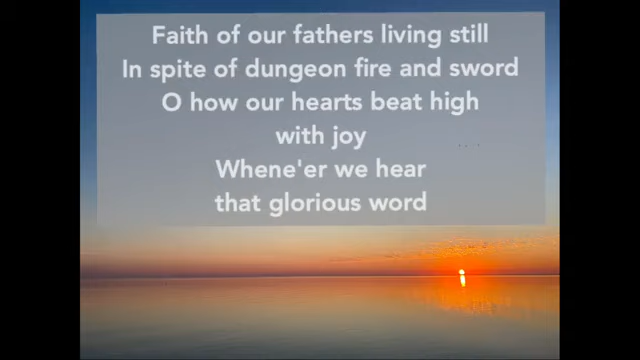 Faith of our fathers living still
In spite of dungeon fire and sword
O how our hearts beat high
with joy
Whene'er we hear
that glorious word